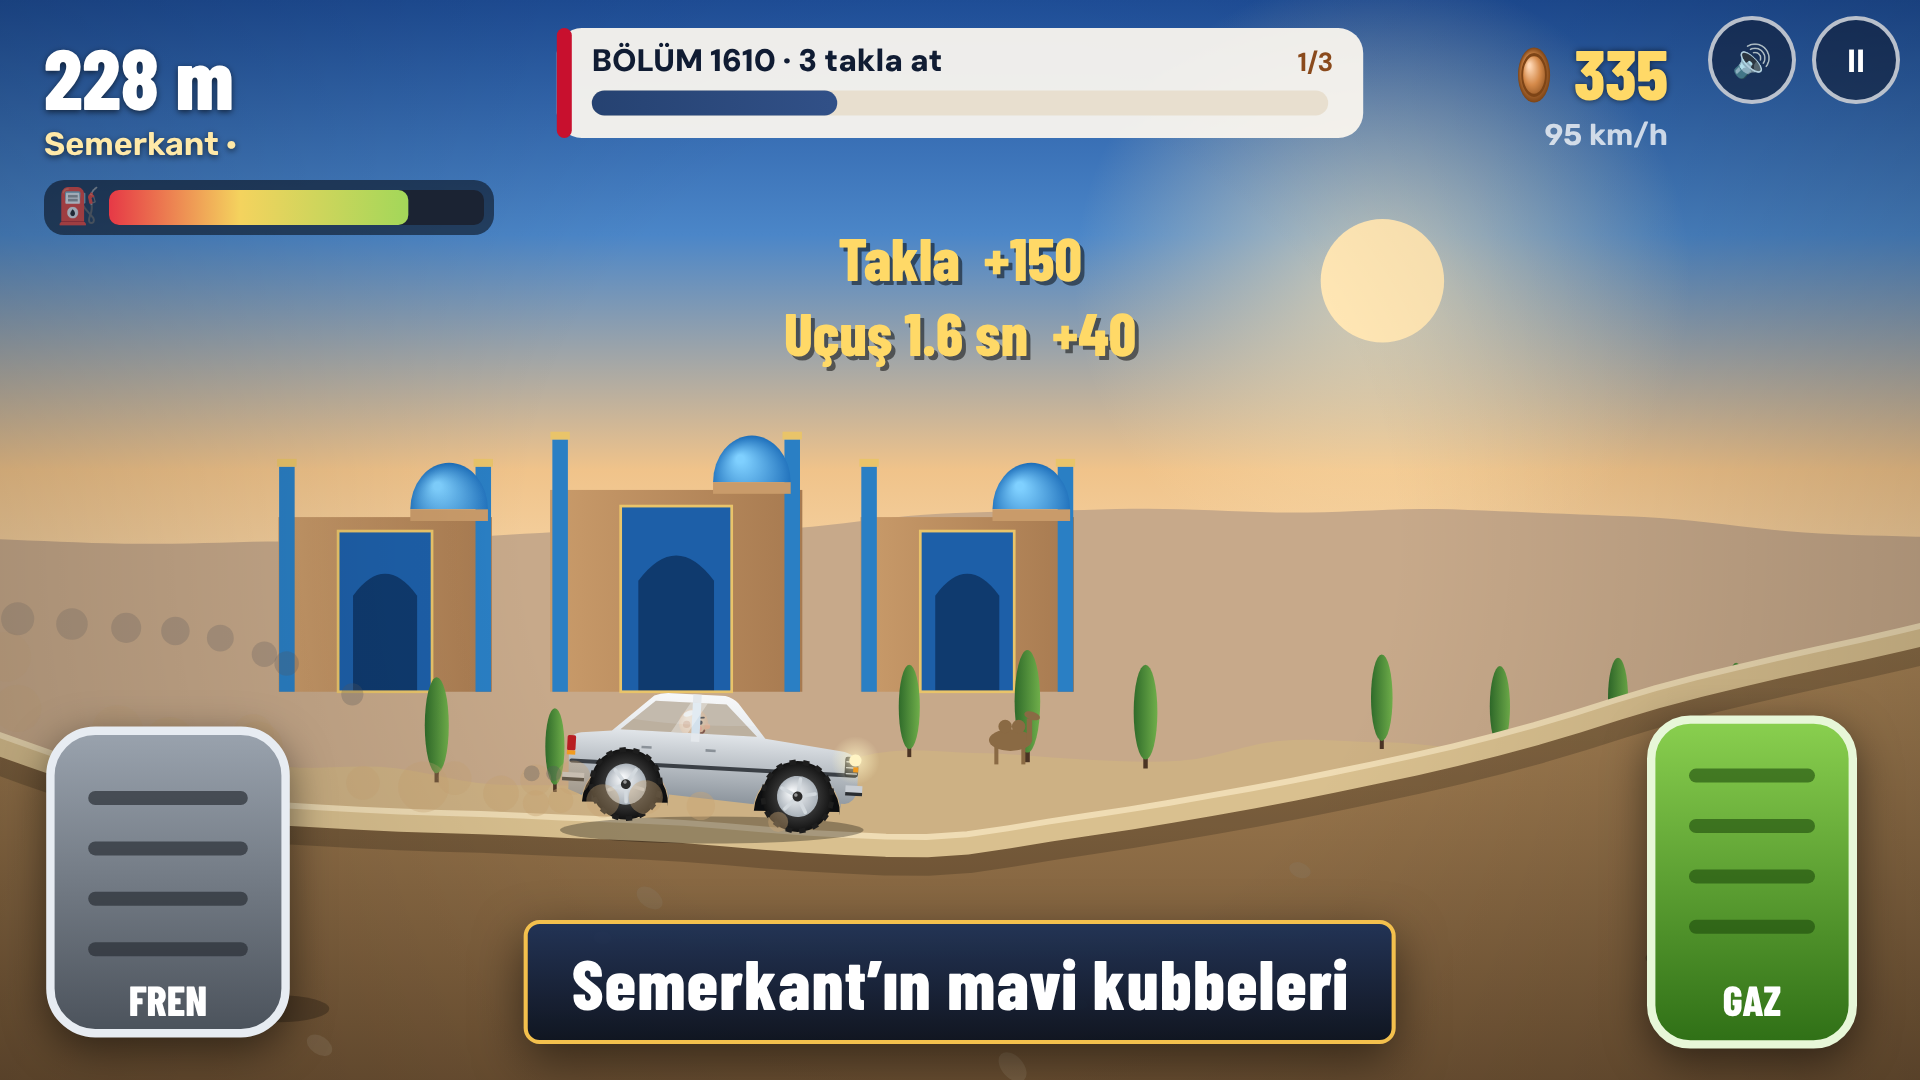 228 m
Semerkant •
BÖLÜM 1610 · 3 takla at
1/3
335
95 km/h
Takla +150
Uçuş 1.6 sn +40
FREN
Semerkant’ın mavi kubbeleri
GAZ